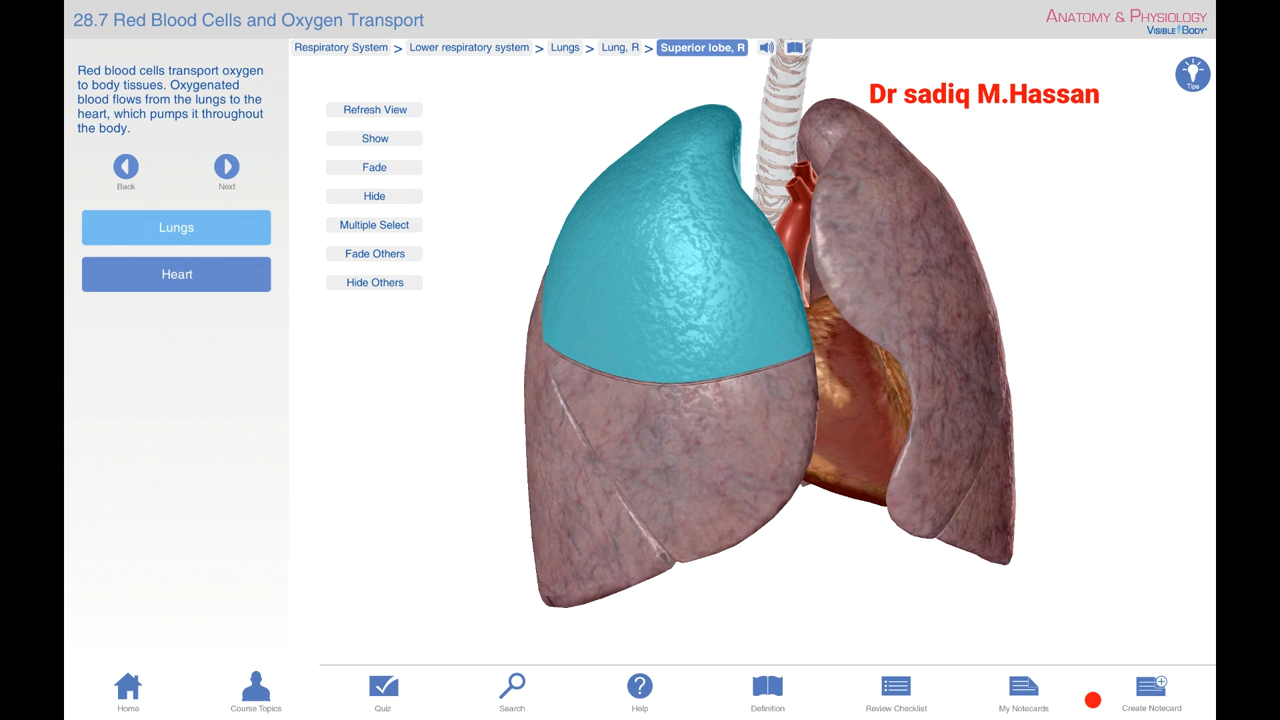 28.7 Red Blood Cells and Oxygen Transport
ANATOMY & PHYSIOLOGY
VISIBLE BODY
Respiratory System > Lower respiratory system > Lungs > Lung, R > Superior lobe, R
Tips
Red blood cells transport oxygen
to body tissues. Oxygenated
blood flows from the lungs to the
heart, which pumps it throughout
the body.
Back
Next
Lungs
Heart
Refresh View
Show
Fade
Hide
Multiple Select
Fade Others
Hide Others
Dr sadiq M.Hassan
Home
Course Topics
Quiz
Search
Help
Definition
Review Checklist
My Notecards
Create Notecard